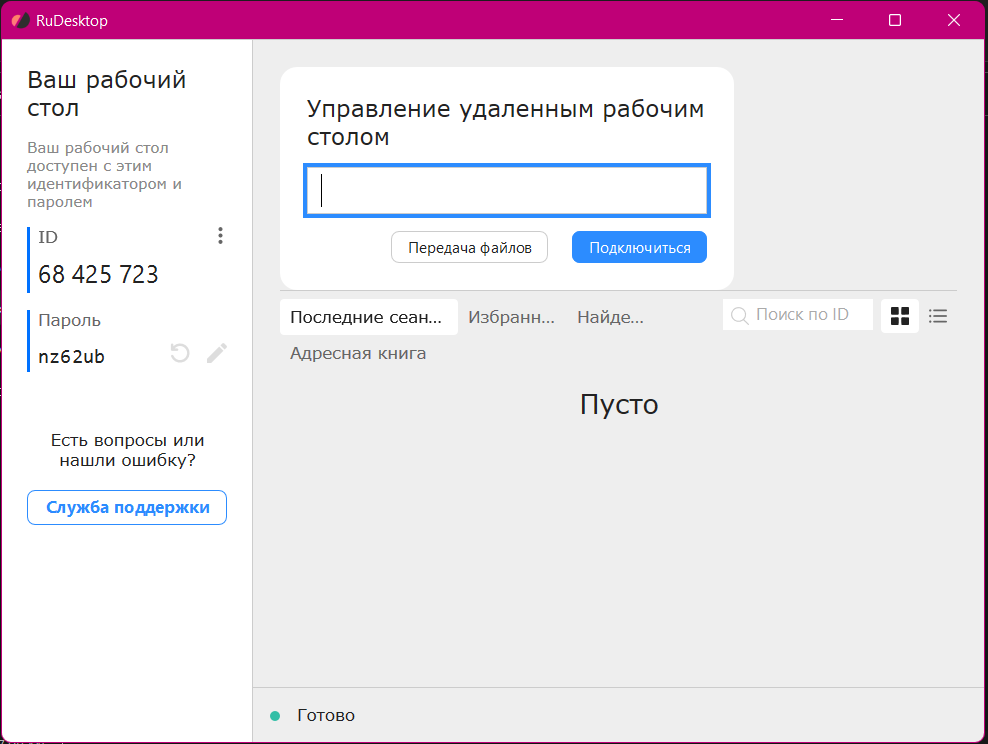 RuDesktop
Ваш рабочий
стол
Ваш рабочий стол
доступен с этим
идентификатором и
паролем
ID
68 425 723
Пароль
nz62ub
Есть вопросы или
нашли ошибку?
Служба поддержки
Управление удаленным рабочим
столом
Передача файлов
Подключиться
Последние сеан...
Избранн...
Найде...
Поиск по ID
Адресная книга
Пусто
Готово